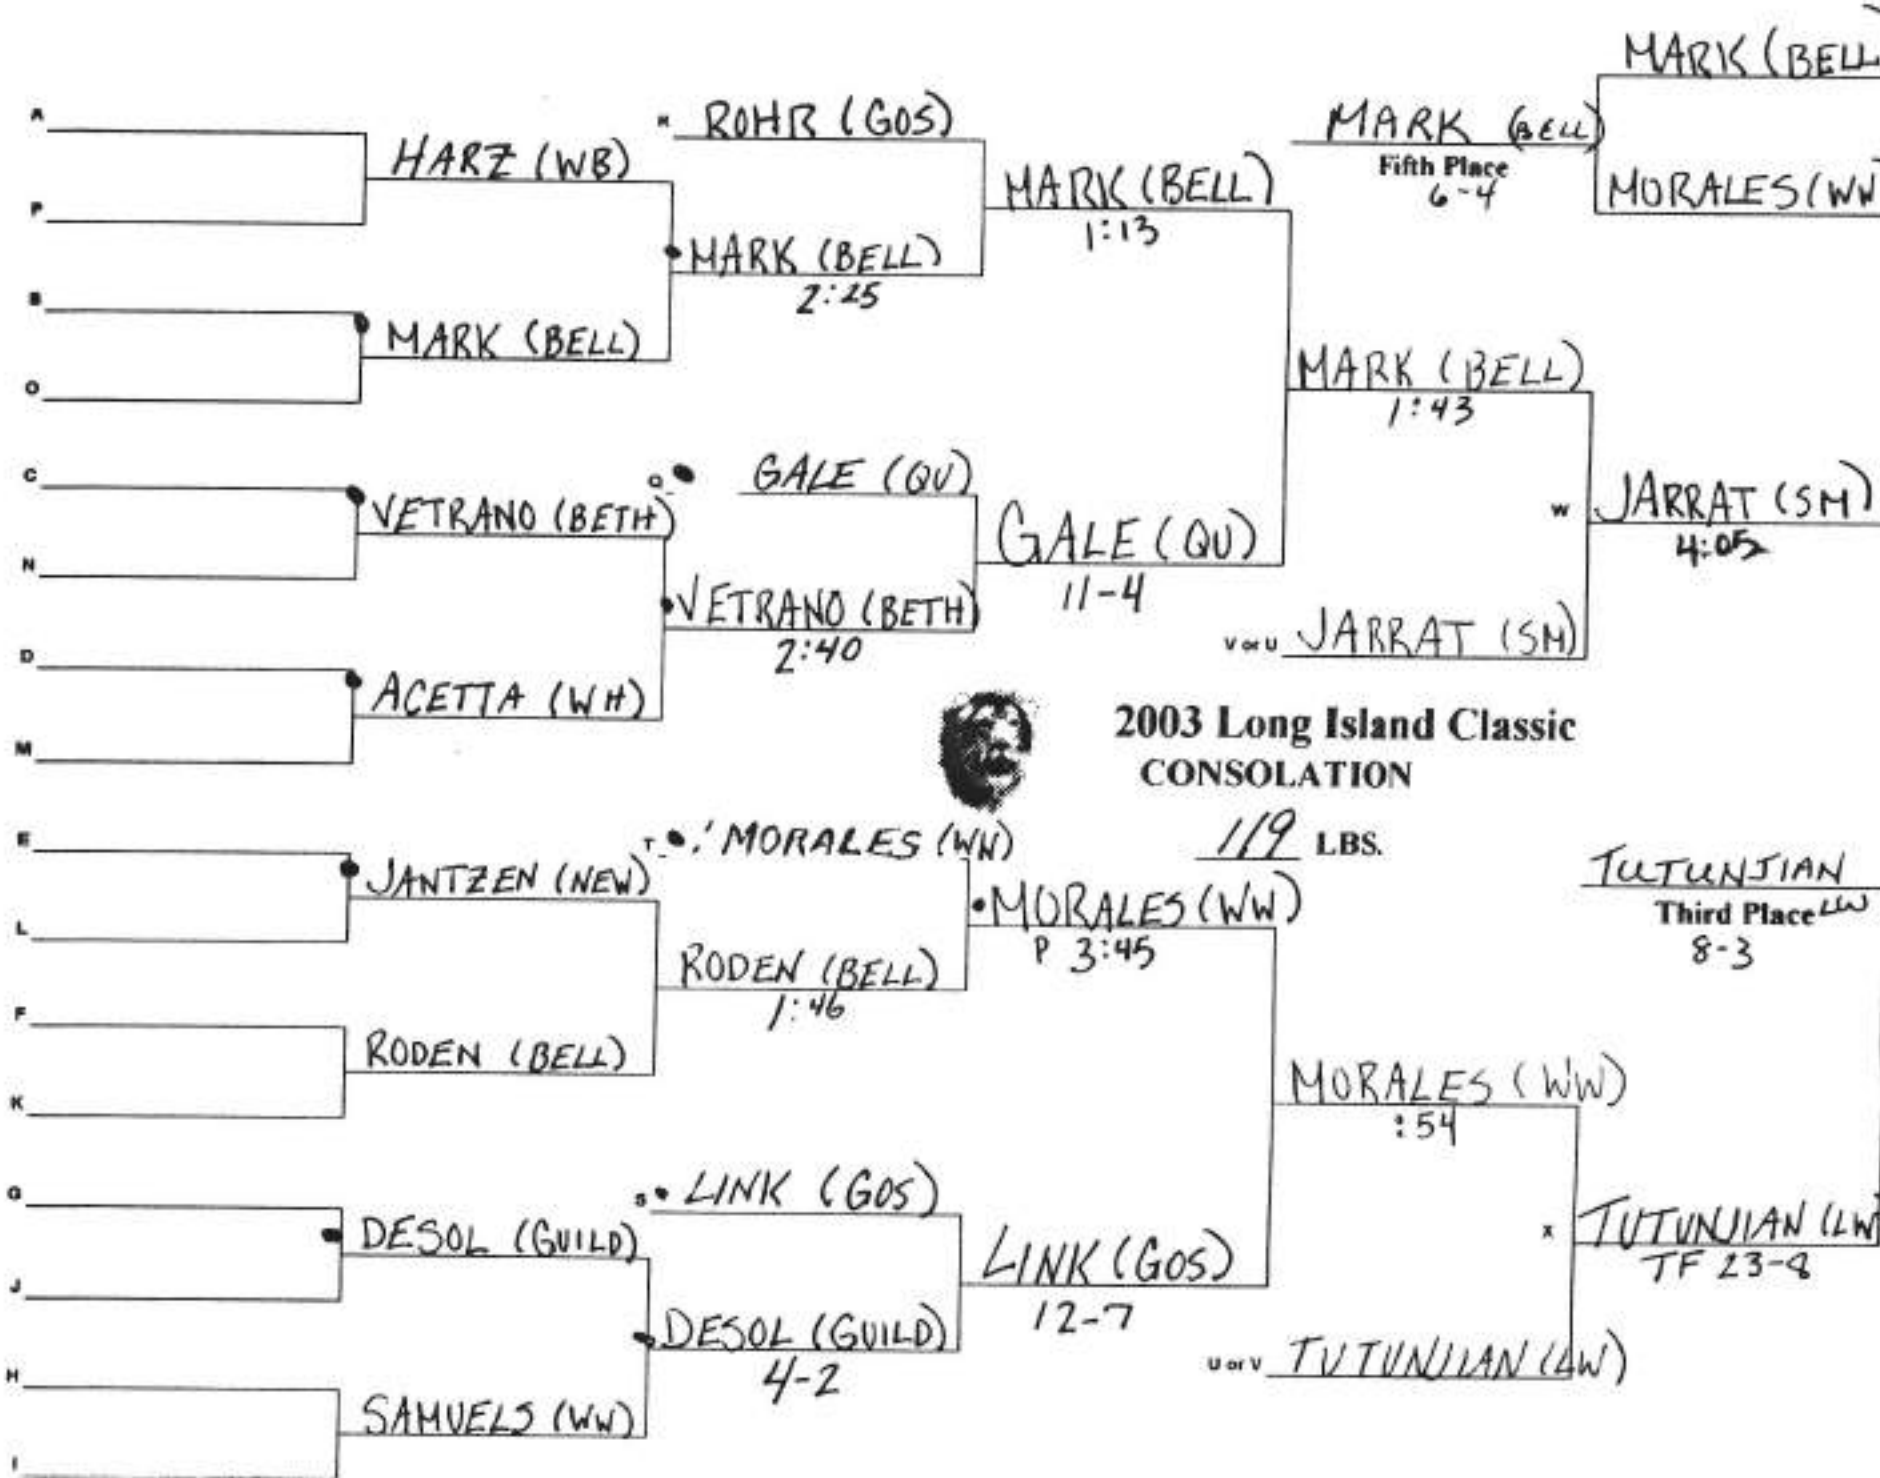 MARK (BELL
A
HARZ (WB)
ROHR (GOS)
MARK (BELL)
Fifth Place
6-4
MORALES (WW
P
MARK (BELL)
1:13
MARK (BELL)
2:25
B
MARK (BELL)
O
MARK (BELL)
1:43
C
VETRANO (BETH)
Q
GALE (QV)
GALE (QV)
11-4
W
JARRAT (SM)
4:05
N
VETRANO (BETH)
2:40
V or U
JARRAT (SM)
D
ACETTA (WH)
M
2003 Long Island Classic
CONSOLATION
119 LBS.
E
JANTZEN (NEW)
T
MORALES (WW)
MORALES (WW)
P 3:45
TUTUNJIAN
Third Place LW
8-3
L
RODEN (BELL)
1:46
F
RODEN (BELL)
K
MORALES (WW)
:54
G
DESOL (GUILD)
S
LINK (GOS)
LINK (GOS)
12-7
X
TUTUNJIAN (LW)
TF 23-8
J
DESOL (GUILD)
4-2
U or V
TUTUNJIAN (LW)
H
SAMUELS (WW)
I